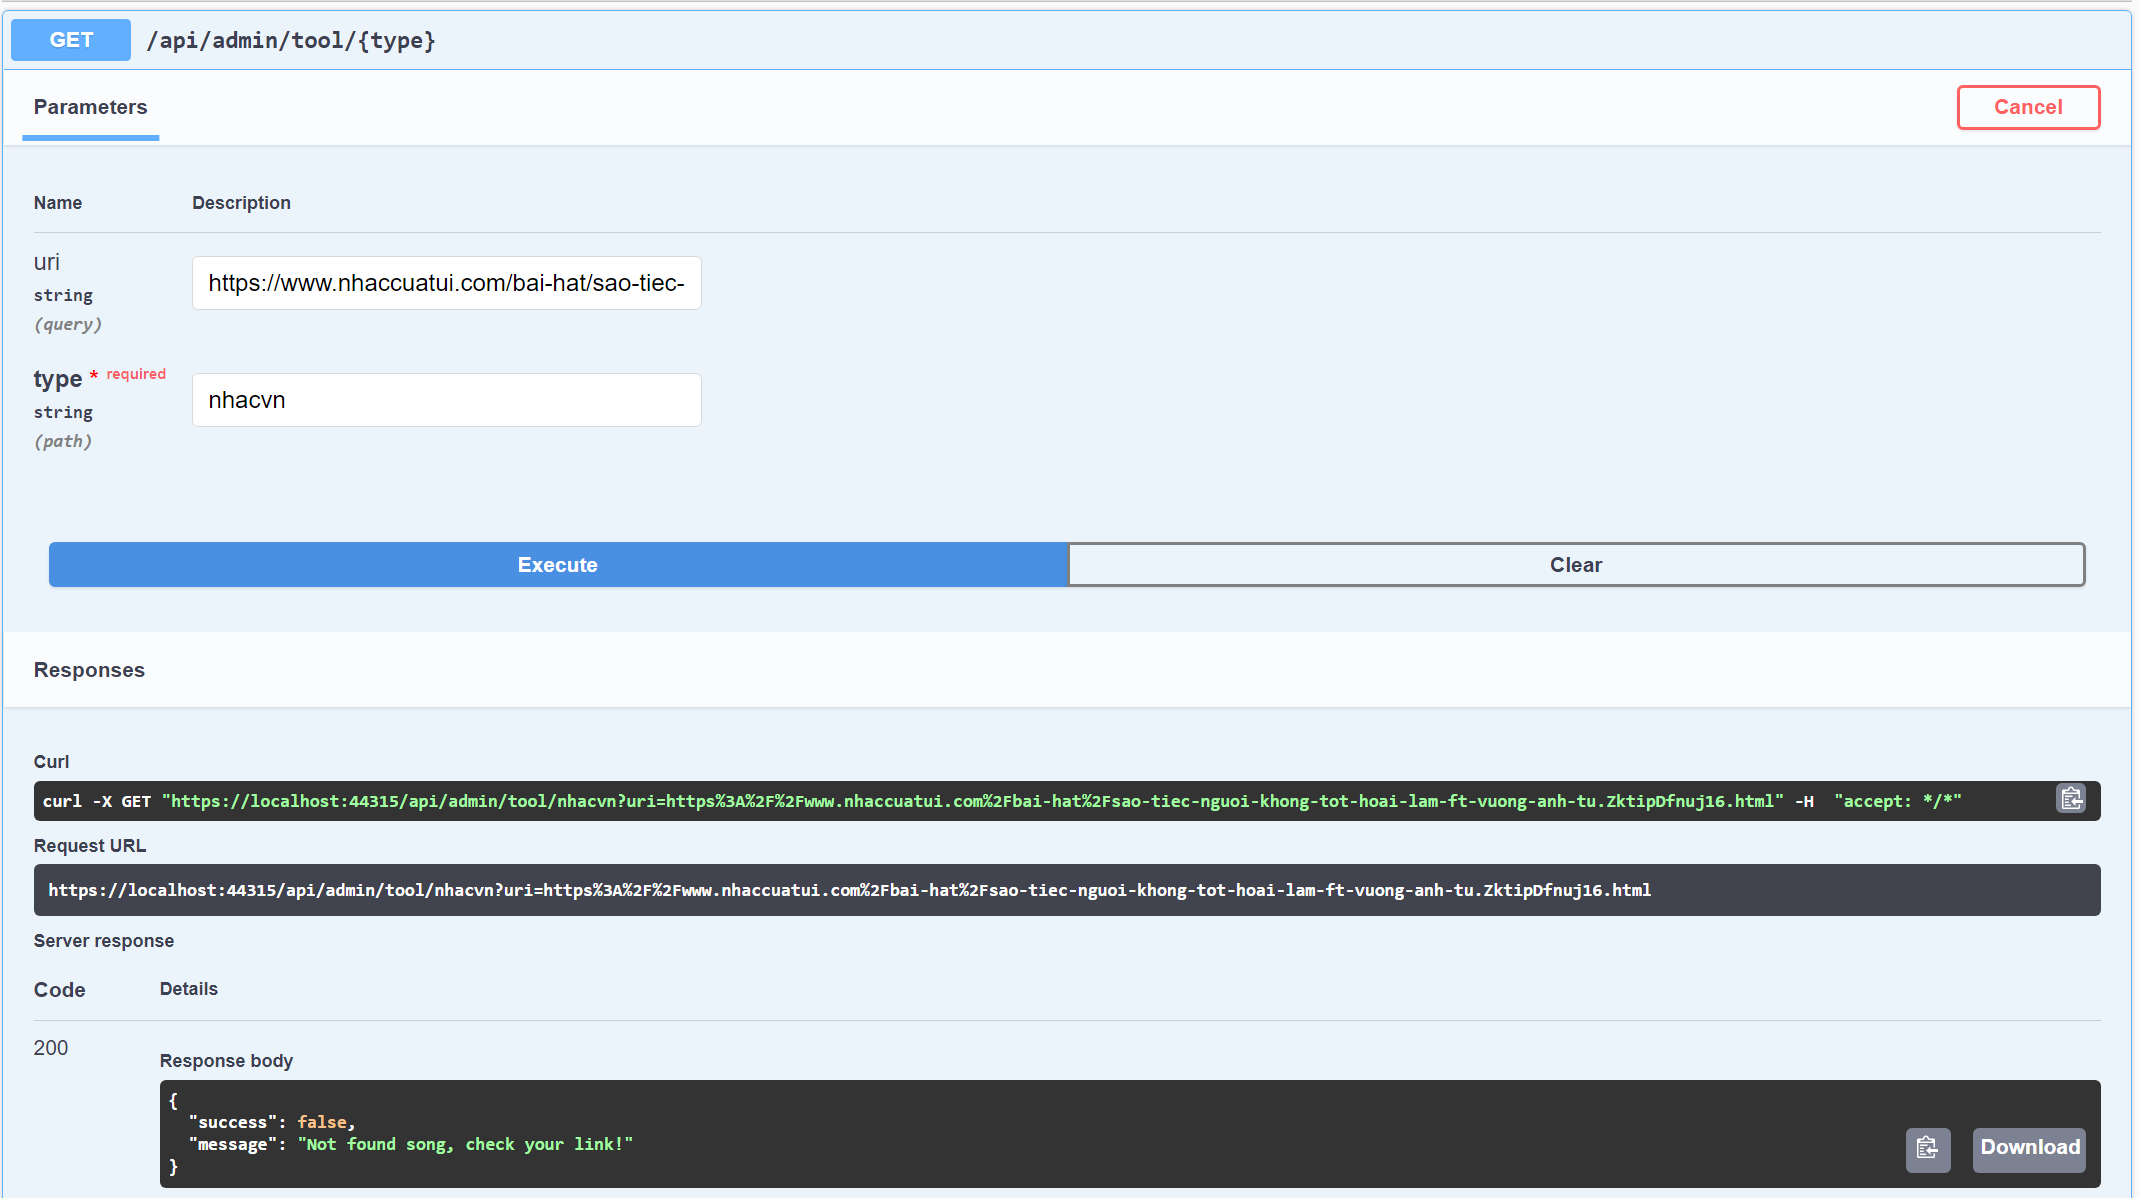 GET /api/admin/tool/{type}
Parameters
Cancel
Name Description
uri
string
(query)
https://www.nhaccuatui.com/bai-hat/sao-tiec-
type * required
string
(path)
nhacvn
Execute
Clear
Responses
Curl
curl -X GET "https://localhost:44315/api/admin/tool/nhacvn?uri=https%3A%2F%2Fwww.nhaccuatui.com%2Fbai-hat%2Fsao-tiec-nguoi-khong-tot-hoai-lam-ft-vuong-anh-tu.ZktipDfnuj16.html" -H  "accept: */*"
Request URL
https://localhost:44315/api/admin/tool/nhacvn?uri=https%3A%2F%2Fwww.nhaccuatui.com%2Fbai-hat%2Fsao-tiec-nguoi-khong-tot-hoai-lam-ft-vuong-anh-tu.ZktipDfnuj16.html
Server response
Code Details
200
Response body
{
"success": false,
"message": "Not found song, check your link!"
}
Download